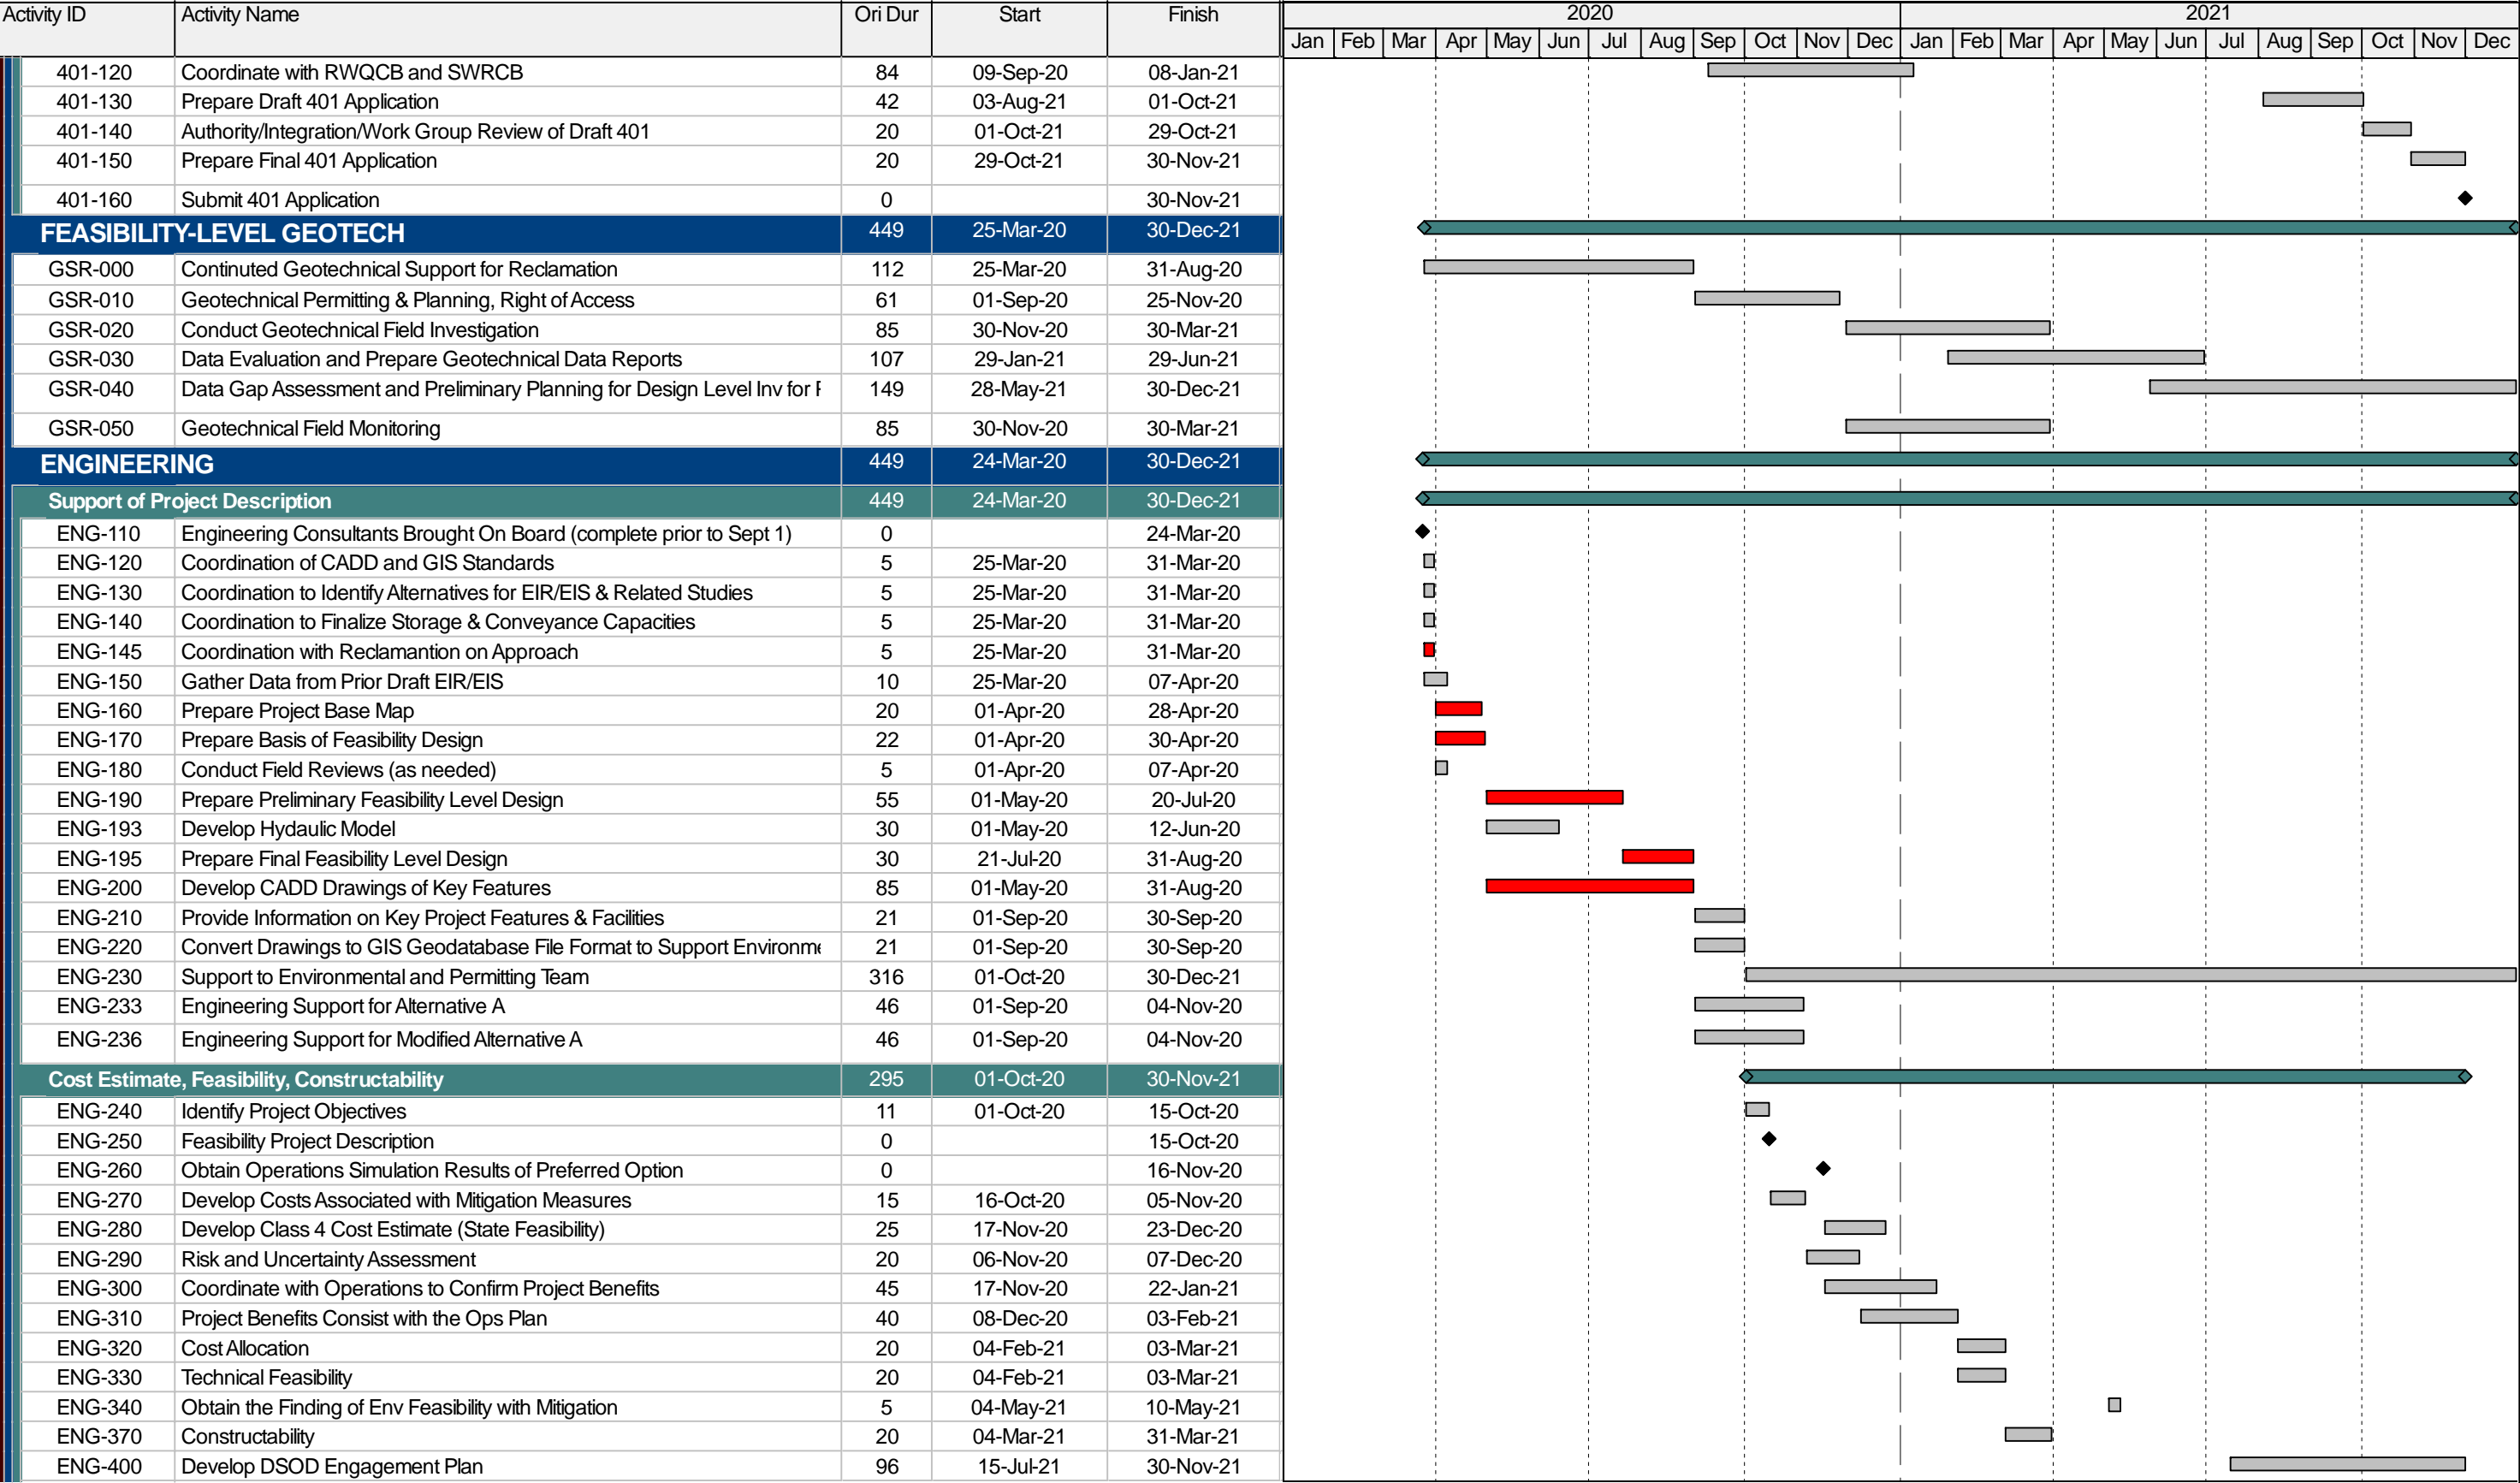 Activity ID Activity Name Ori Dur Start Finish 2020 2021
Jan Feb Mar Apr May Jun Jul Aug Sep Oct Nov Dec Jan Feb Mar Apr May Jun Jul Aug Sep Oct Nov Dec
401-120 Coordinate with RWQCB and SWRCB 84 09-Sep-20 08-Jan-21
401-130 Prepare Draft 401 Application 42 03-Aug-21 01-Oct-21
401-140 Authority/Integration/Work Group Review of Draft 401 20 01-Oct-21 29-Oct-21
401-150 Prepare Final 401 Application 20 29-Oct-21 30-Nov-21
401-160 Submit 401 Application 0 30-Nov-21
FEASIBILITY-LEVEL GEOTECH 449 25-Mar-20 30-Dec-21
GSR-000 Continuted Geotechnical Support for Reclamation 112 25-Mar-20 31-Aug-20
GSR-010 Geotechnical Permitting & Planning, Right of Access 61 01-Sep-20 25-Nov-20
GSR-020 Conduct Geotechnical Field Investigation 85 30-Nov-20 30-Mar-21
GSR-030 Data Evaluation and Prepare Geotechnical Data Reports 107 29-Jan-21 29-Jun-21
GSR-040 Data Gap Assessment and Preliminary Planning for Design Level Inv for 149 28-May-21 30-Dec-21
GSR-050 Geotechnical Field Monitoring 85 30-Nov-20 30-Mar-21
ENGINEERING 449 24-Mar-20 30-Dec-21
Support of Project Description 449 24-Mar-20 30-Dec-21
ENG-110 Engineering Consultants Brought On Board (complete prior to Sept 1) 0 24-Mar-20
ENG-120 Coordination of CADD and GIS Standards 5 25-Mar-20 31-Mar-20
ENG-130 Coordination to Identify Alternatives for EIR/EIS & Related Studies 5 25-Mar-20 31-Mar-20
ENG-140 Coordination to Finalize Storage & Conveyance Capacities 5 25-Mar-20 31-Mar-20
ENG-145 Coordination with Reclamantion on Approach 5 25-Mar-20 31-Mar-20
ENG-150 Gather Data from Prior Draft EIR/EIS 10 25-Mar-20 07-Apr-20
ENG-160 Prepare Project Base Map 20 01-Apr-20 28-Apr-20
ENG-170 Prepare Basis of Feasibility Design 22 01-Apr-20 30-Apr-20
ENG-180 Conduct Field Reviews (as needed) 5 01-Apr-20 07-Apr-20
ENG-190 Prepare Preliminary Feasibility Level Design 55 01-May-20 20-Jul-20
ENG-193 Develop Hydaulic Model 30 01-May-20 12-Jun-20
ENG-195 Prepare Final Feasibility Level Design 30 21-Jul-20 31-Aug-20
ENG-200 Develop CADD Drawings of Key Features 85 01-May-20 31-Aug-20
ENG-210 Provide Information on Key Project Features & Facilities 21 01-Sep-20 30-Sep-20
ENG-220 Convert Drawings to GIS Geodatabase File Format to Support Environme 21 01-Sep-20 30-Sep-20
ENG-230 Support to Environmental and Permitting Team 316 01-Oct-20 30-Dec-21
ENG-233 Engineering Support for Alternative A 46 01-Sep-20 04-Nov-20
ENG-236 Engineering Support for Modified Alternative A 46 01-Sep-20 04-Nov-20
Cost Estimate, Feasibility, Constructability 295 01-Oct-20 30-Nov-21
ENG-240 Identify Project Objectives 11 01-Oct-20 15-Oct-20
ENG-250 Feasibility Project Description 0 15-Oct-20
ENG-260 Obtain Operations Simulation Results of Preferred Option 0 16-Nov-20
ENG-270 Develop Costs Associated with Mitigation Measures 15 16-Oct-20 05-Nov-20
ENG-280 Develop Class 4 Cost Estimate (State Feasibility) 25 17-Nov-20 23-Dec-20
ENG-290 Risk and Uncertainty Assessment 20 06-Nov-20 07-Dec-20
ENG-300 Coordinate with Operations to Confirm Project Benefits 45 17-Nov-20 22-Jan-21
ENG-310 Project Benefits Consist with the Ops Plan 40 08-Dec-20 03-Feb-21
ENG-320 Cost Allocation 20 04-Feb-21 03-Mar-21
ENG-330 Technical Feasibility 20 04-Feb-21 03-Mar-21
ENG-340 Obtain the Finding of Env Feasibility with Mitigation 5 04-May-21 10-May-21
ENG-370 Constructability 20 04-Mar-21 31-Mar-21
ENG-400 Develop DSOD Engagement Plan 96 15-Jul-21 30-Nov-21